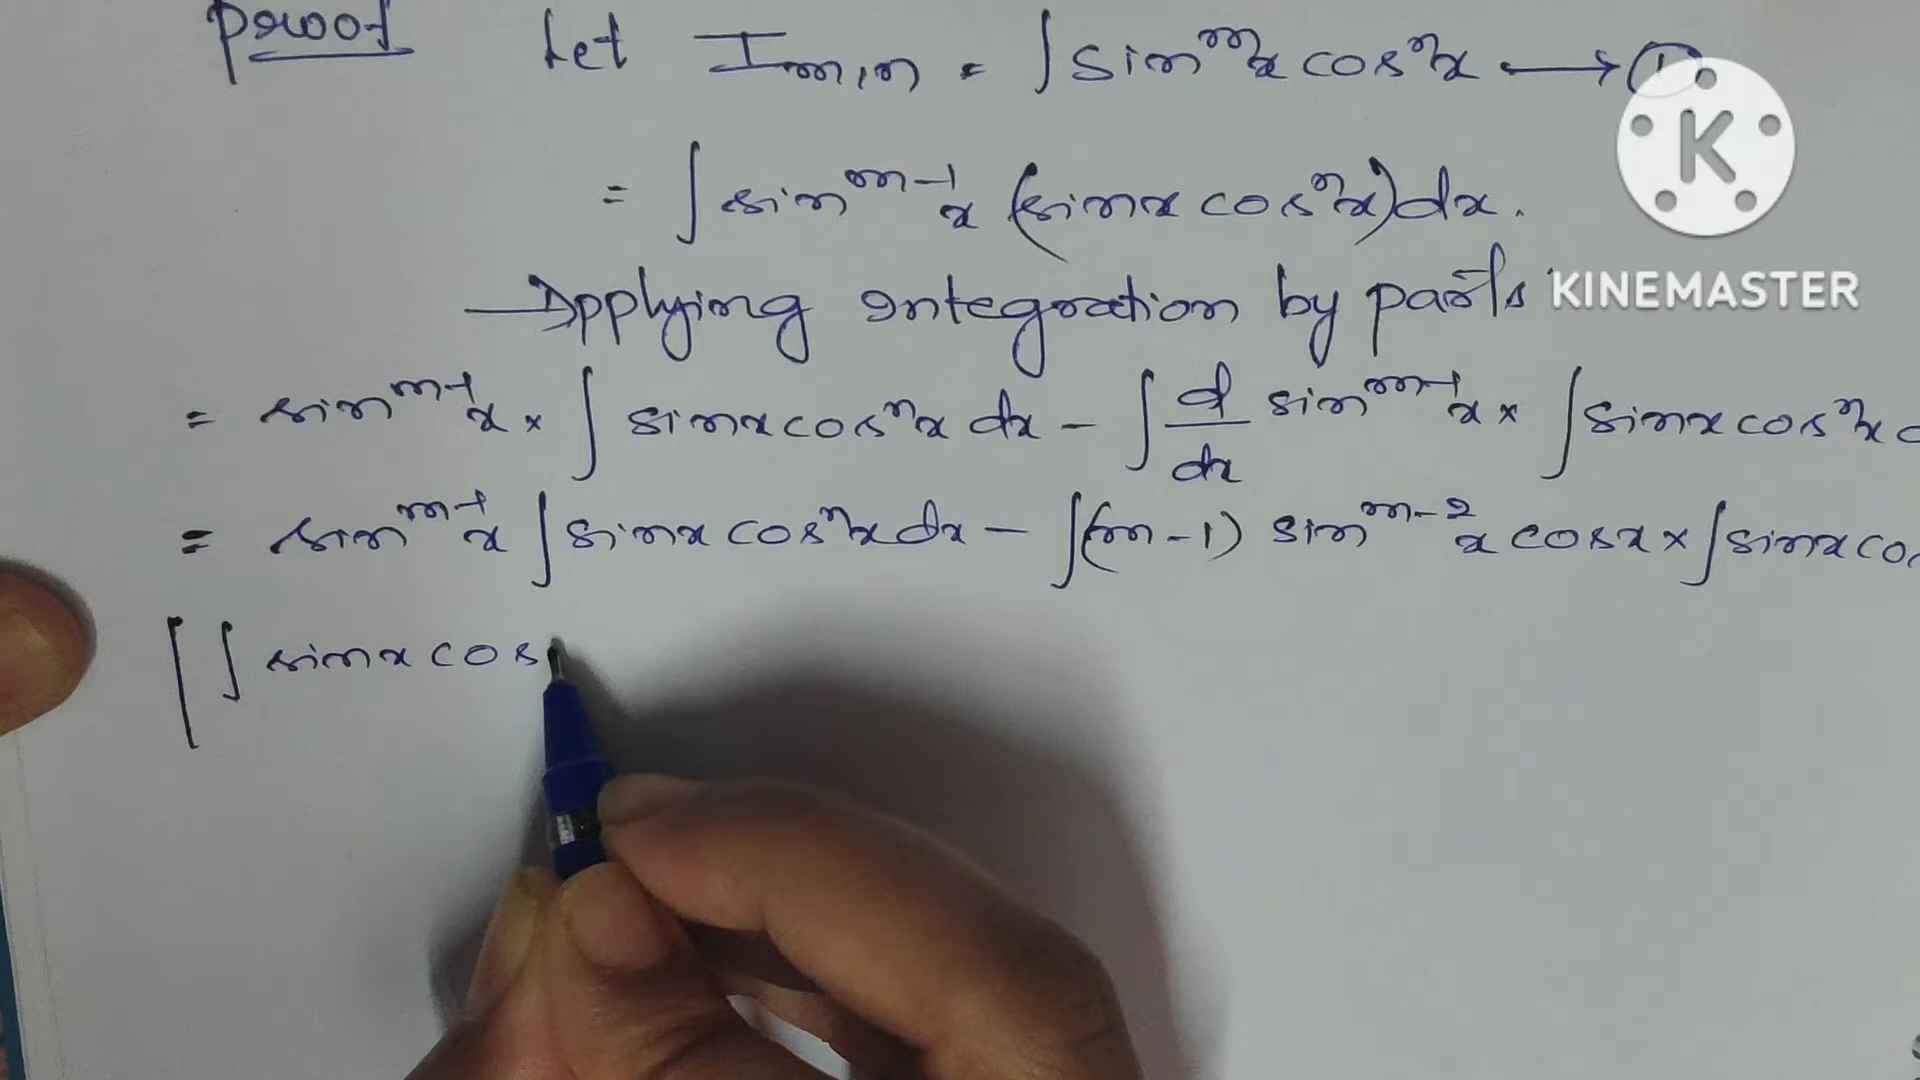 Proof Let I_{m,n} = ∫ sin^m x cos^n x → ①
= ∫ sin^{m-1} x (sin x cos^n x) dx.
Applying integration by parts
KINEMASTER
= sin^{m-1} x × ∫ sin x cos^n x dx - ∫ d/dx sin^{m-1} x × ∫ sin x cos^n x
= sin^{m-1} x ∫ sin x cos^n x dx - ∫ (m-1) sin^{m-2} x cos x × ∫ sin x cos
[ ∫ sin x cos